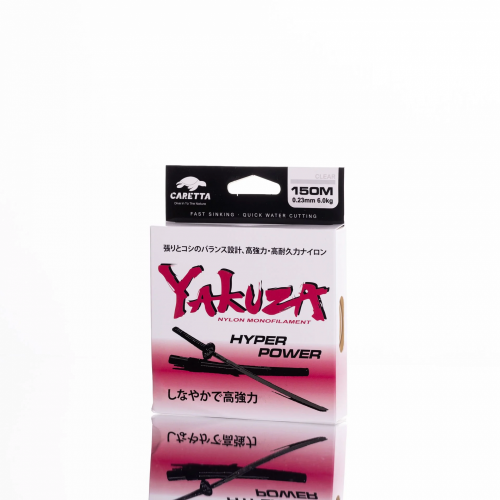 CLEAR
CARETTA
150M
0.23mm 6.0kg
FAST SINKING · QUICK WATER CUTTING
張りとコシのバランス設計、高強力・高耐久力ナイロン
YAKUZA
NYLON MONOFILAMENT
HYPER
POWER
しなやかで高強力